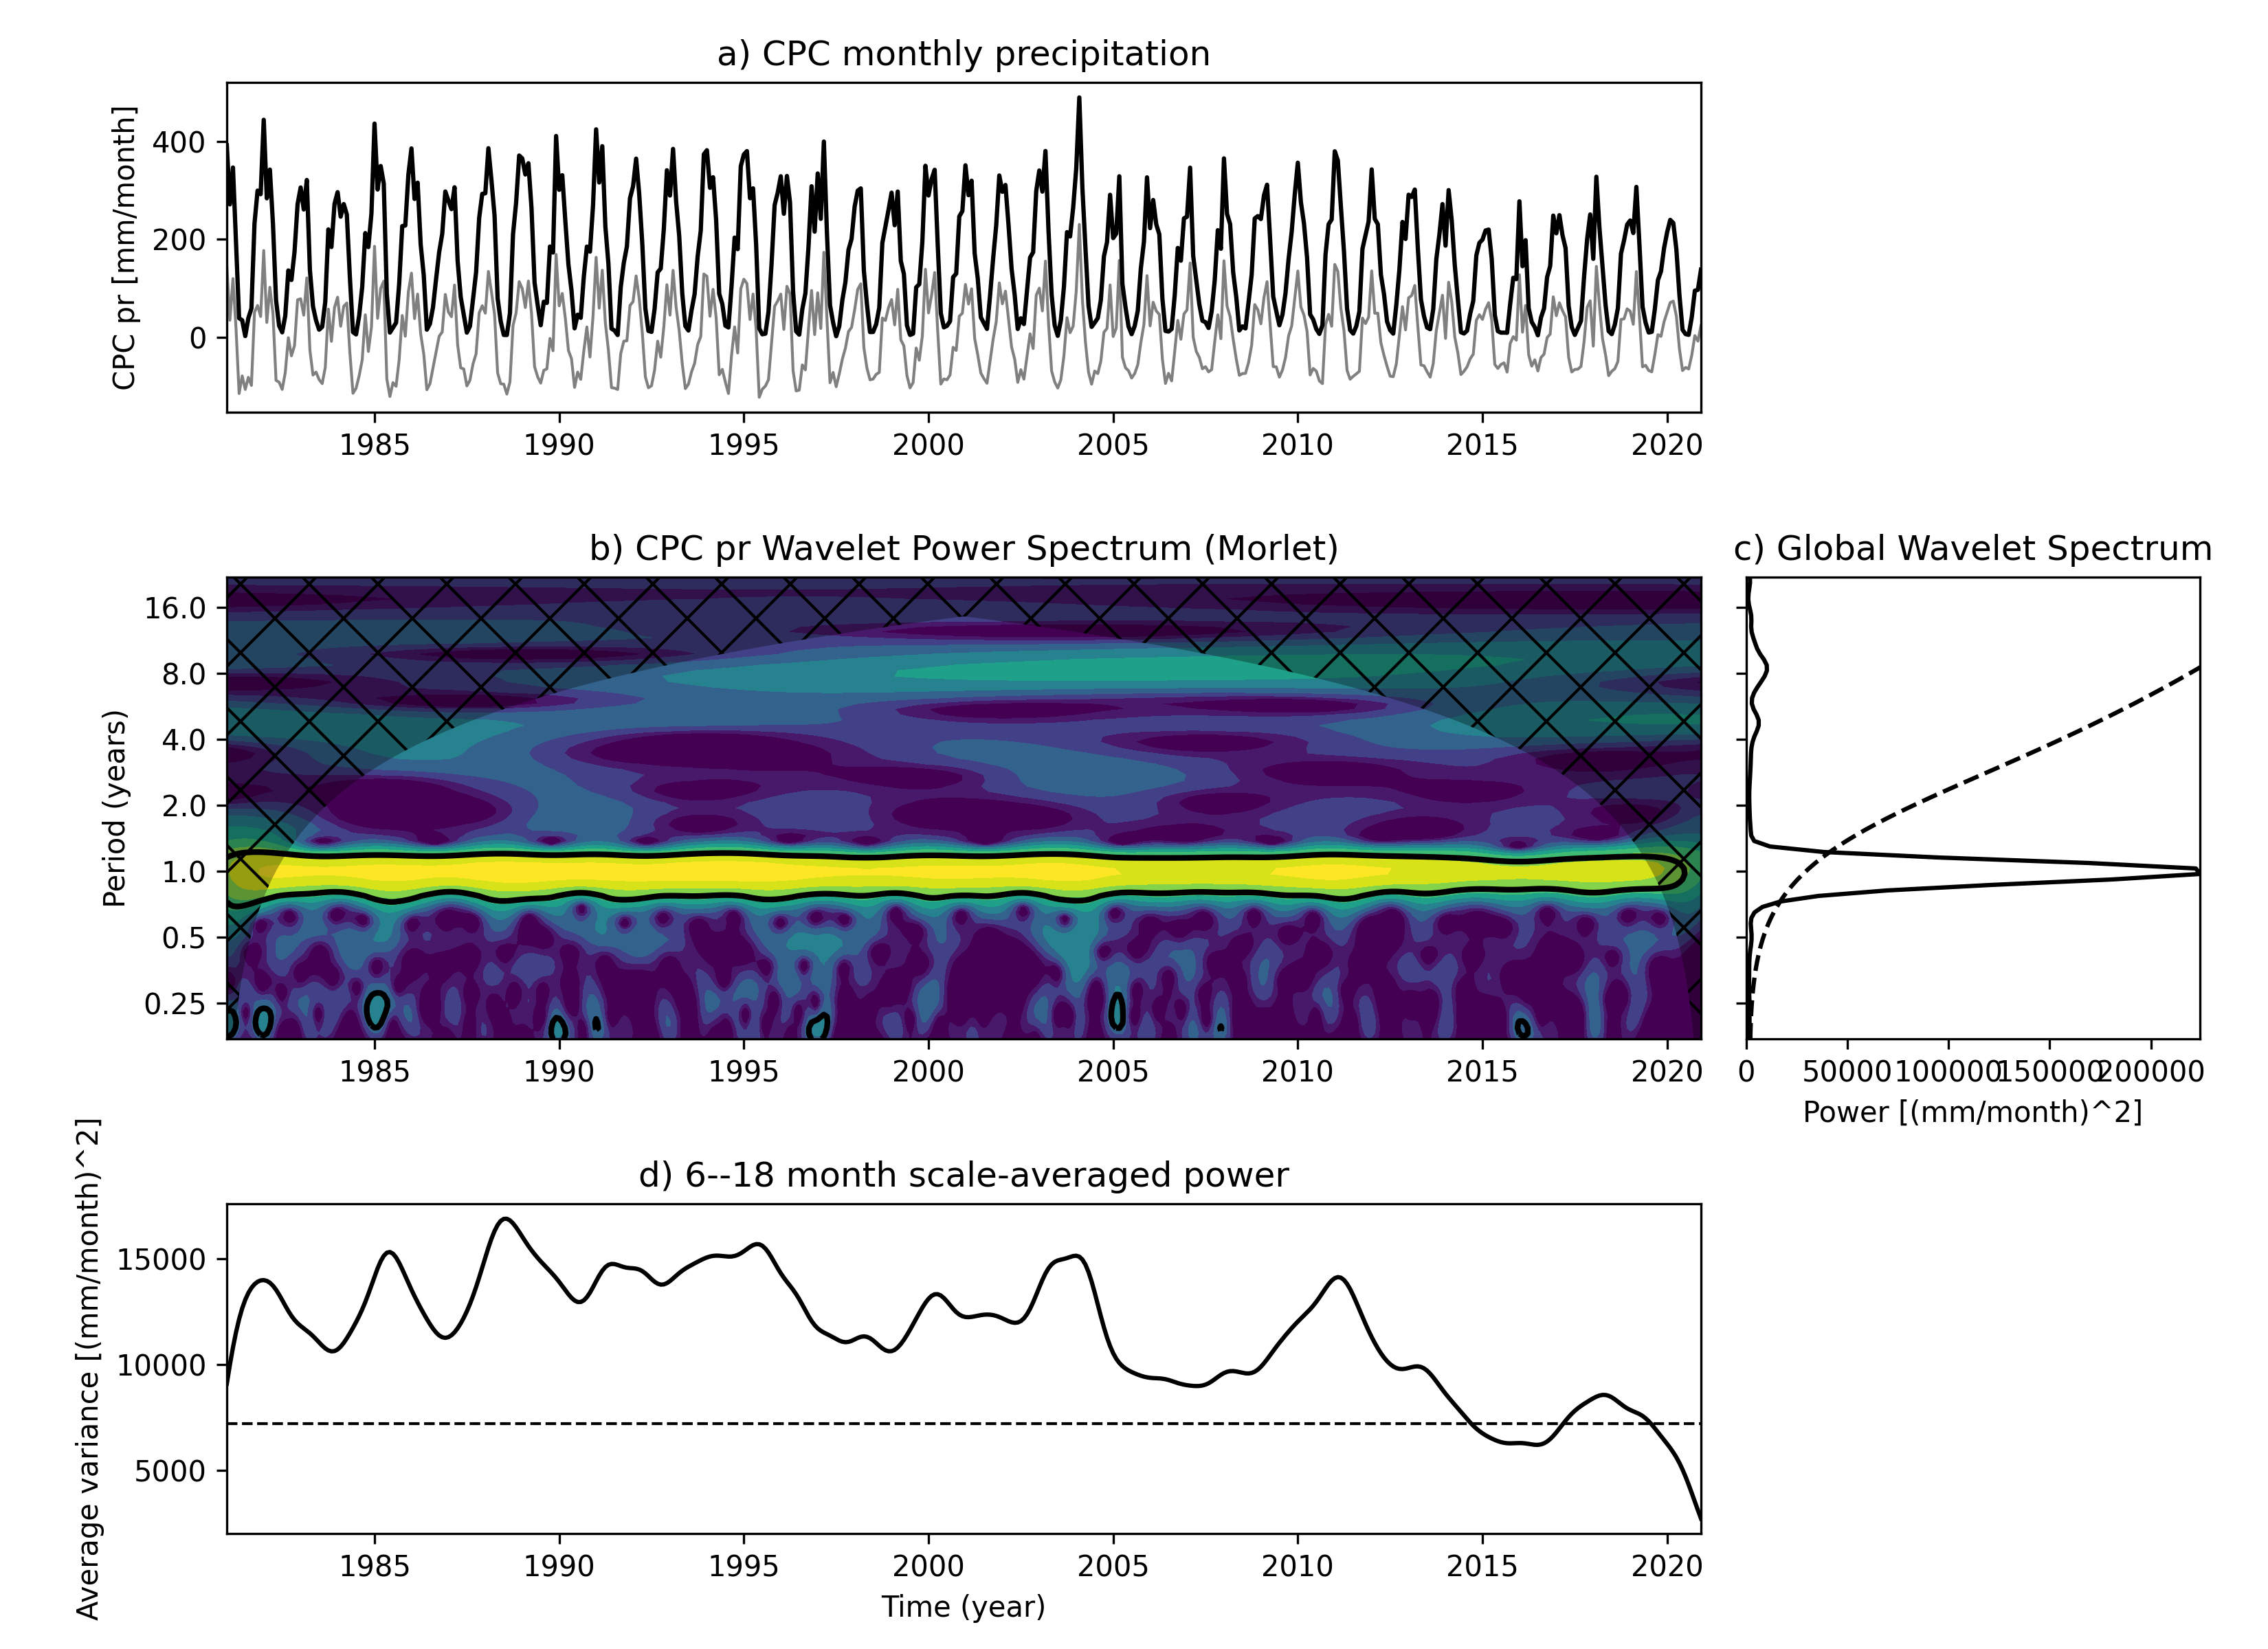 a) CPC monthly precipitation
CPC pr [mm/month]
400
200
0
1985 1990 1995 2000 2005 2010 2015 2020
b) CPC pr Wavelet Power Spectrum (Morlet)
Period (years)
16.0
8.0
4.0
2.0
1.0
0.5
0.25
1985 1990 1995 2000 2005 2010 2015 2020
c) Global Wavelet Spectrum
0 50000 100000 150000 200000
Power [(mm/month)^2]
d) 6--18 month scale-averaged power
Average variance [(mm/month)^2]
15000
10000
5000
1985 1990 1995 2000 2005 2010 2015 2020
Time (year)